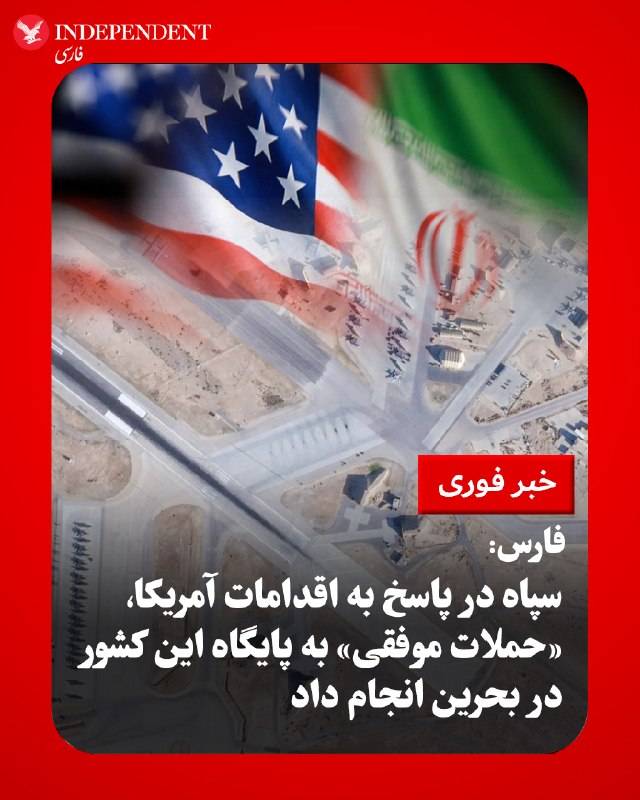 INDEPENDENT
فارسی
خبر فوری
فارس:
سپاه در پاسخ به اقدامات آمریکا،
«حملات موفقی» به پایگاه این کشور
در بحرین انجام داد